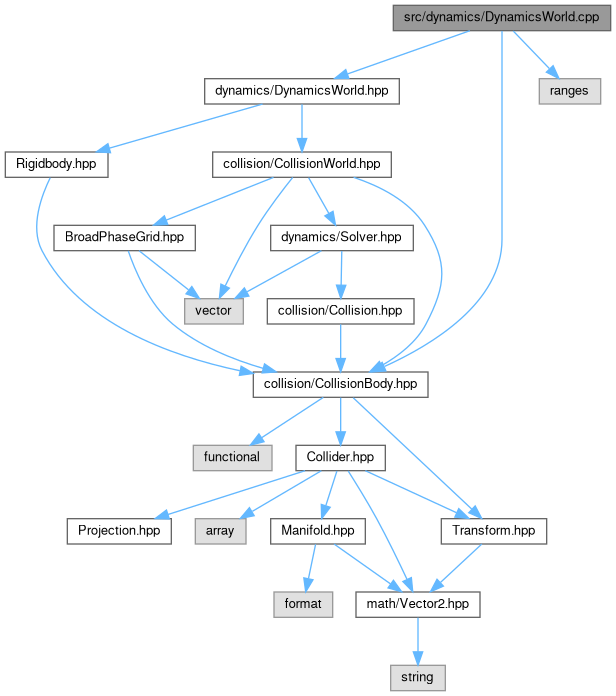 src/dynamics/DynamicsWorld.cpp
dynamics/DynamicsWorld.hpp
ranges
Rigidbody.hpp
collision/CollisionWorld.hpp
BroadPhaseGrid.hpp
dynamics/Solver.hpp
vector
collision/Collision.hpp
collision/CollisionBody.hpp
functional
Collider.hpp
Projection.hpp
array
Manifold.hpp
Transform.hpp
format
math/Vector2.hpp
string